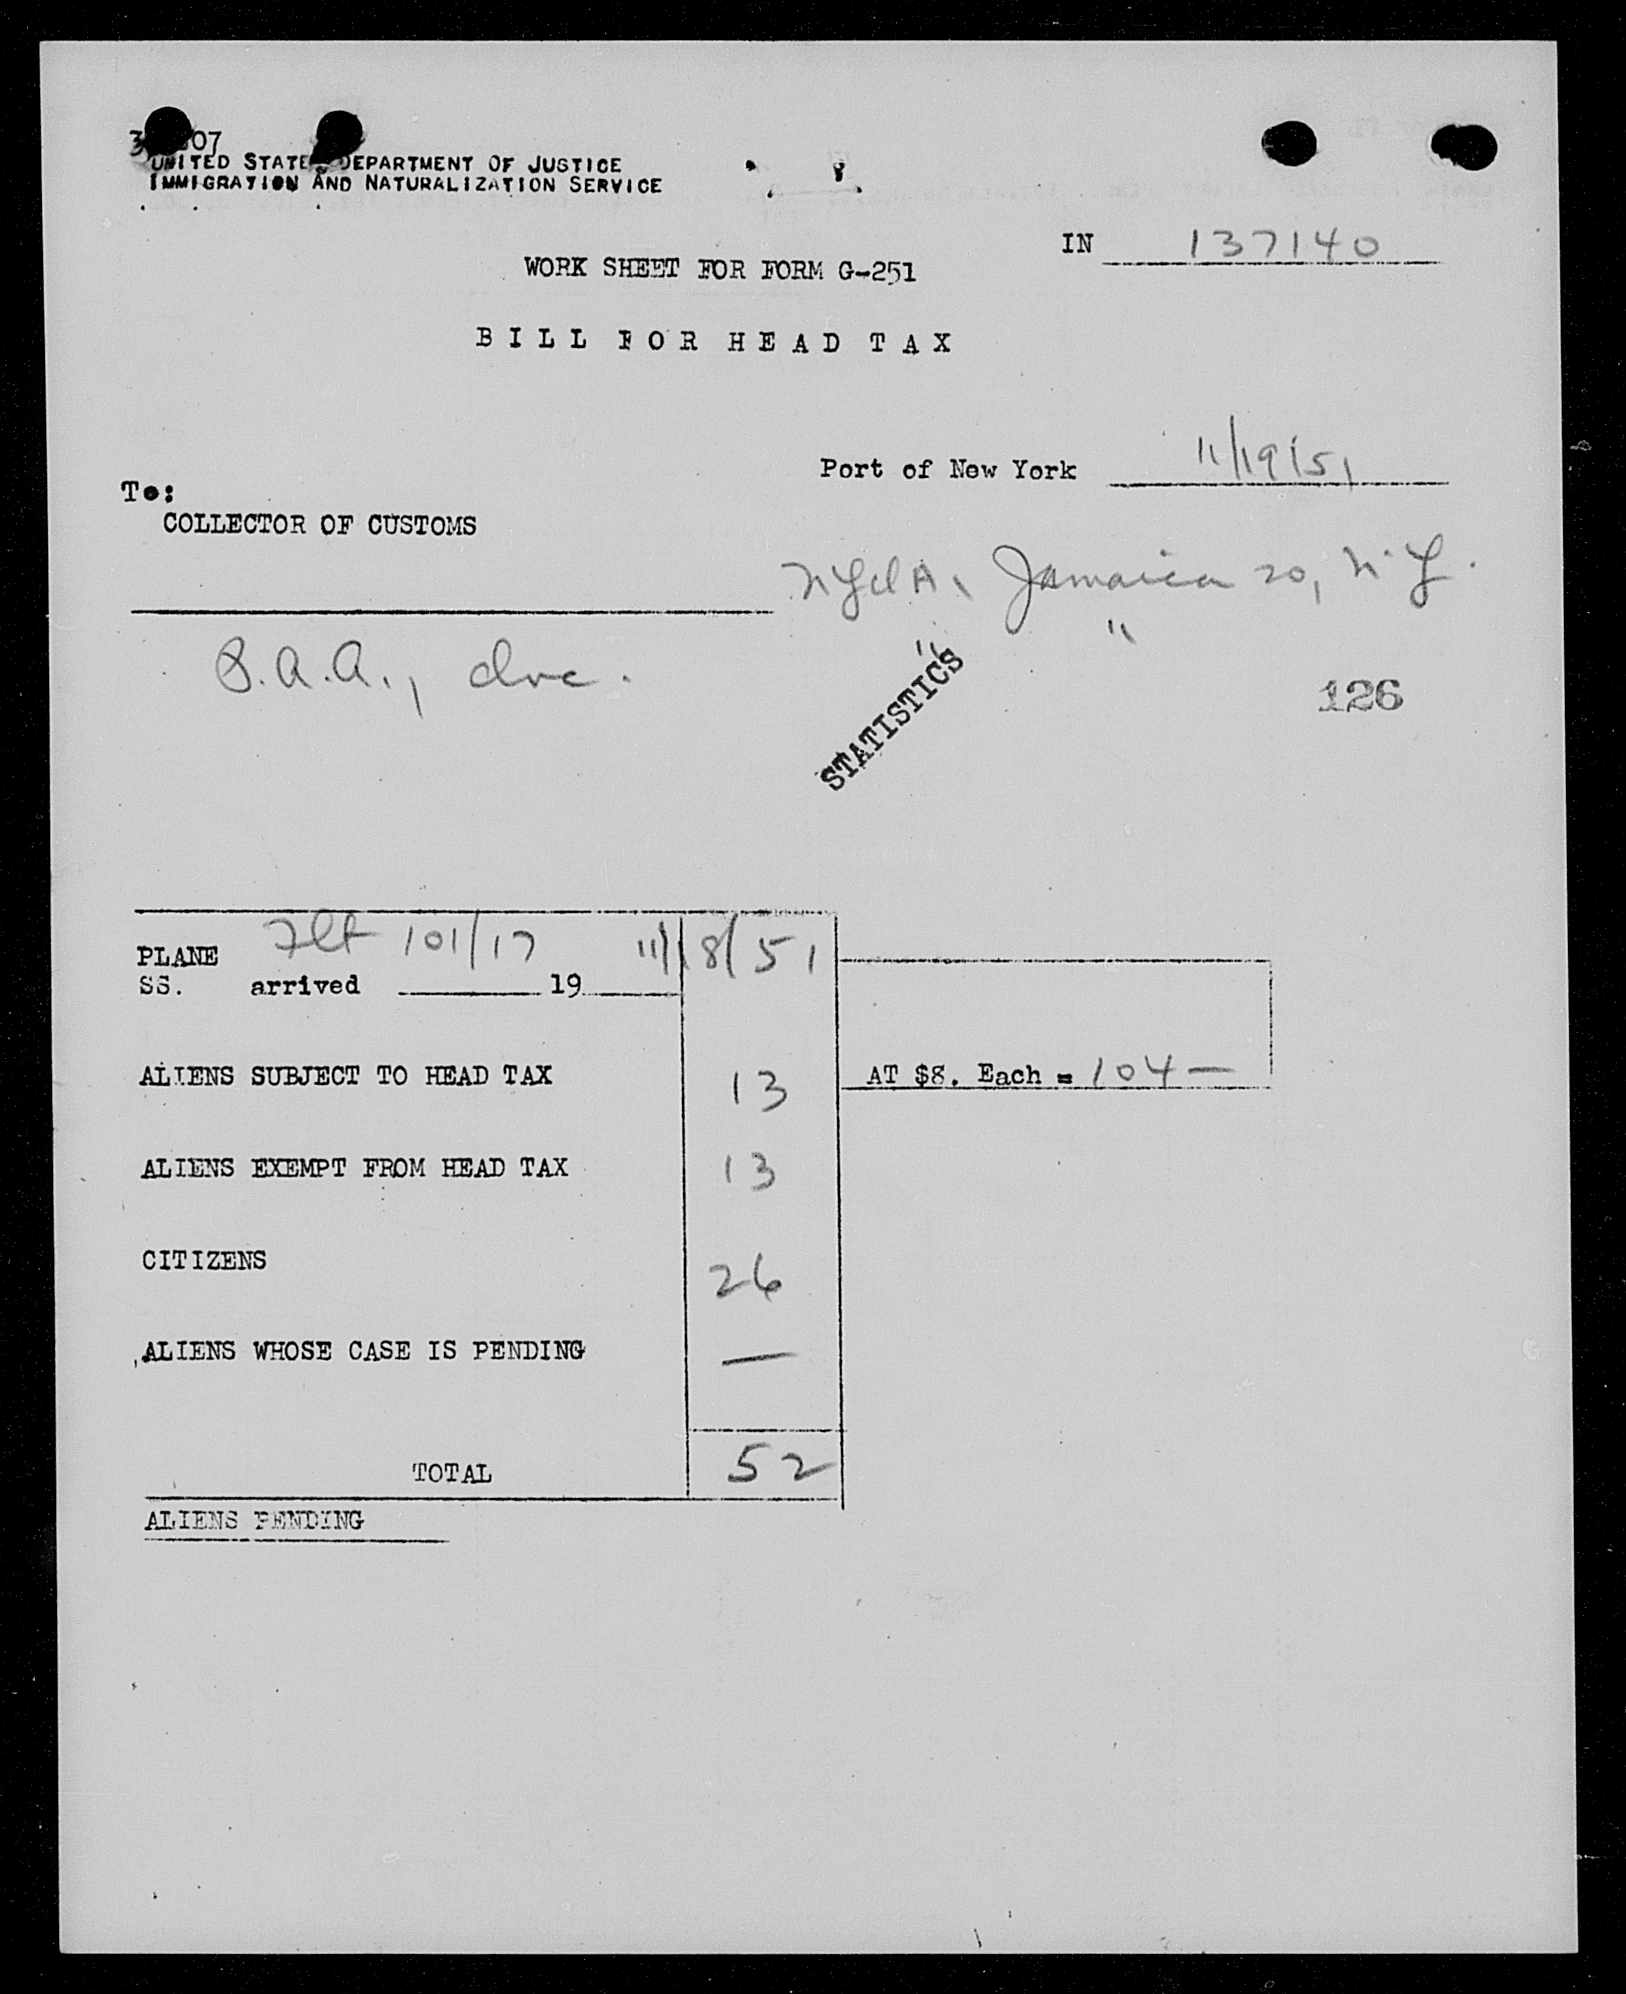 UNITED STATES DEPARTMENT OF JUSTICE
IMMIGRATION AND NATURALIZATION SERVICE
IN 137140
WORK SHEET FOR FORM G-251
BILL FOR HEAD TAX
Port of New York 11/19/51
To:
COLLECTOR OF CUSTOMS
Jamaica 20, N.Y.
" "
A.A., Inc.
126
STATISTICS
PLANE Flt 101/17 11/18/51
SS. arrived 19
ALIENS SUBJECT TO HEAD TAX 13 AT $8. Each = 104 —
ALIENS EXEMPT FROM HEAD TAX 13
CITIZENS 26
ALIENS WHOSE CASE IS PENDING —
TOTAL 52
ALIENS PENDING